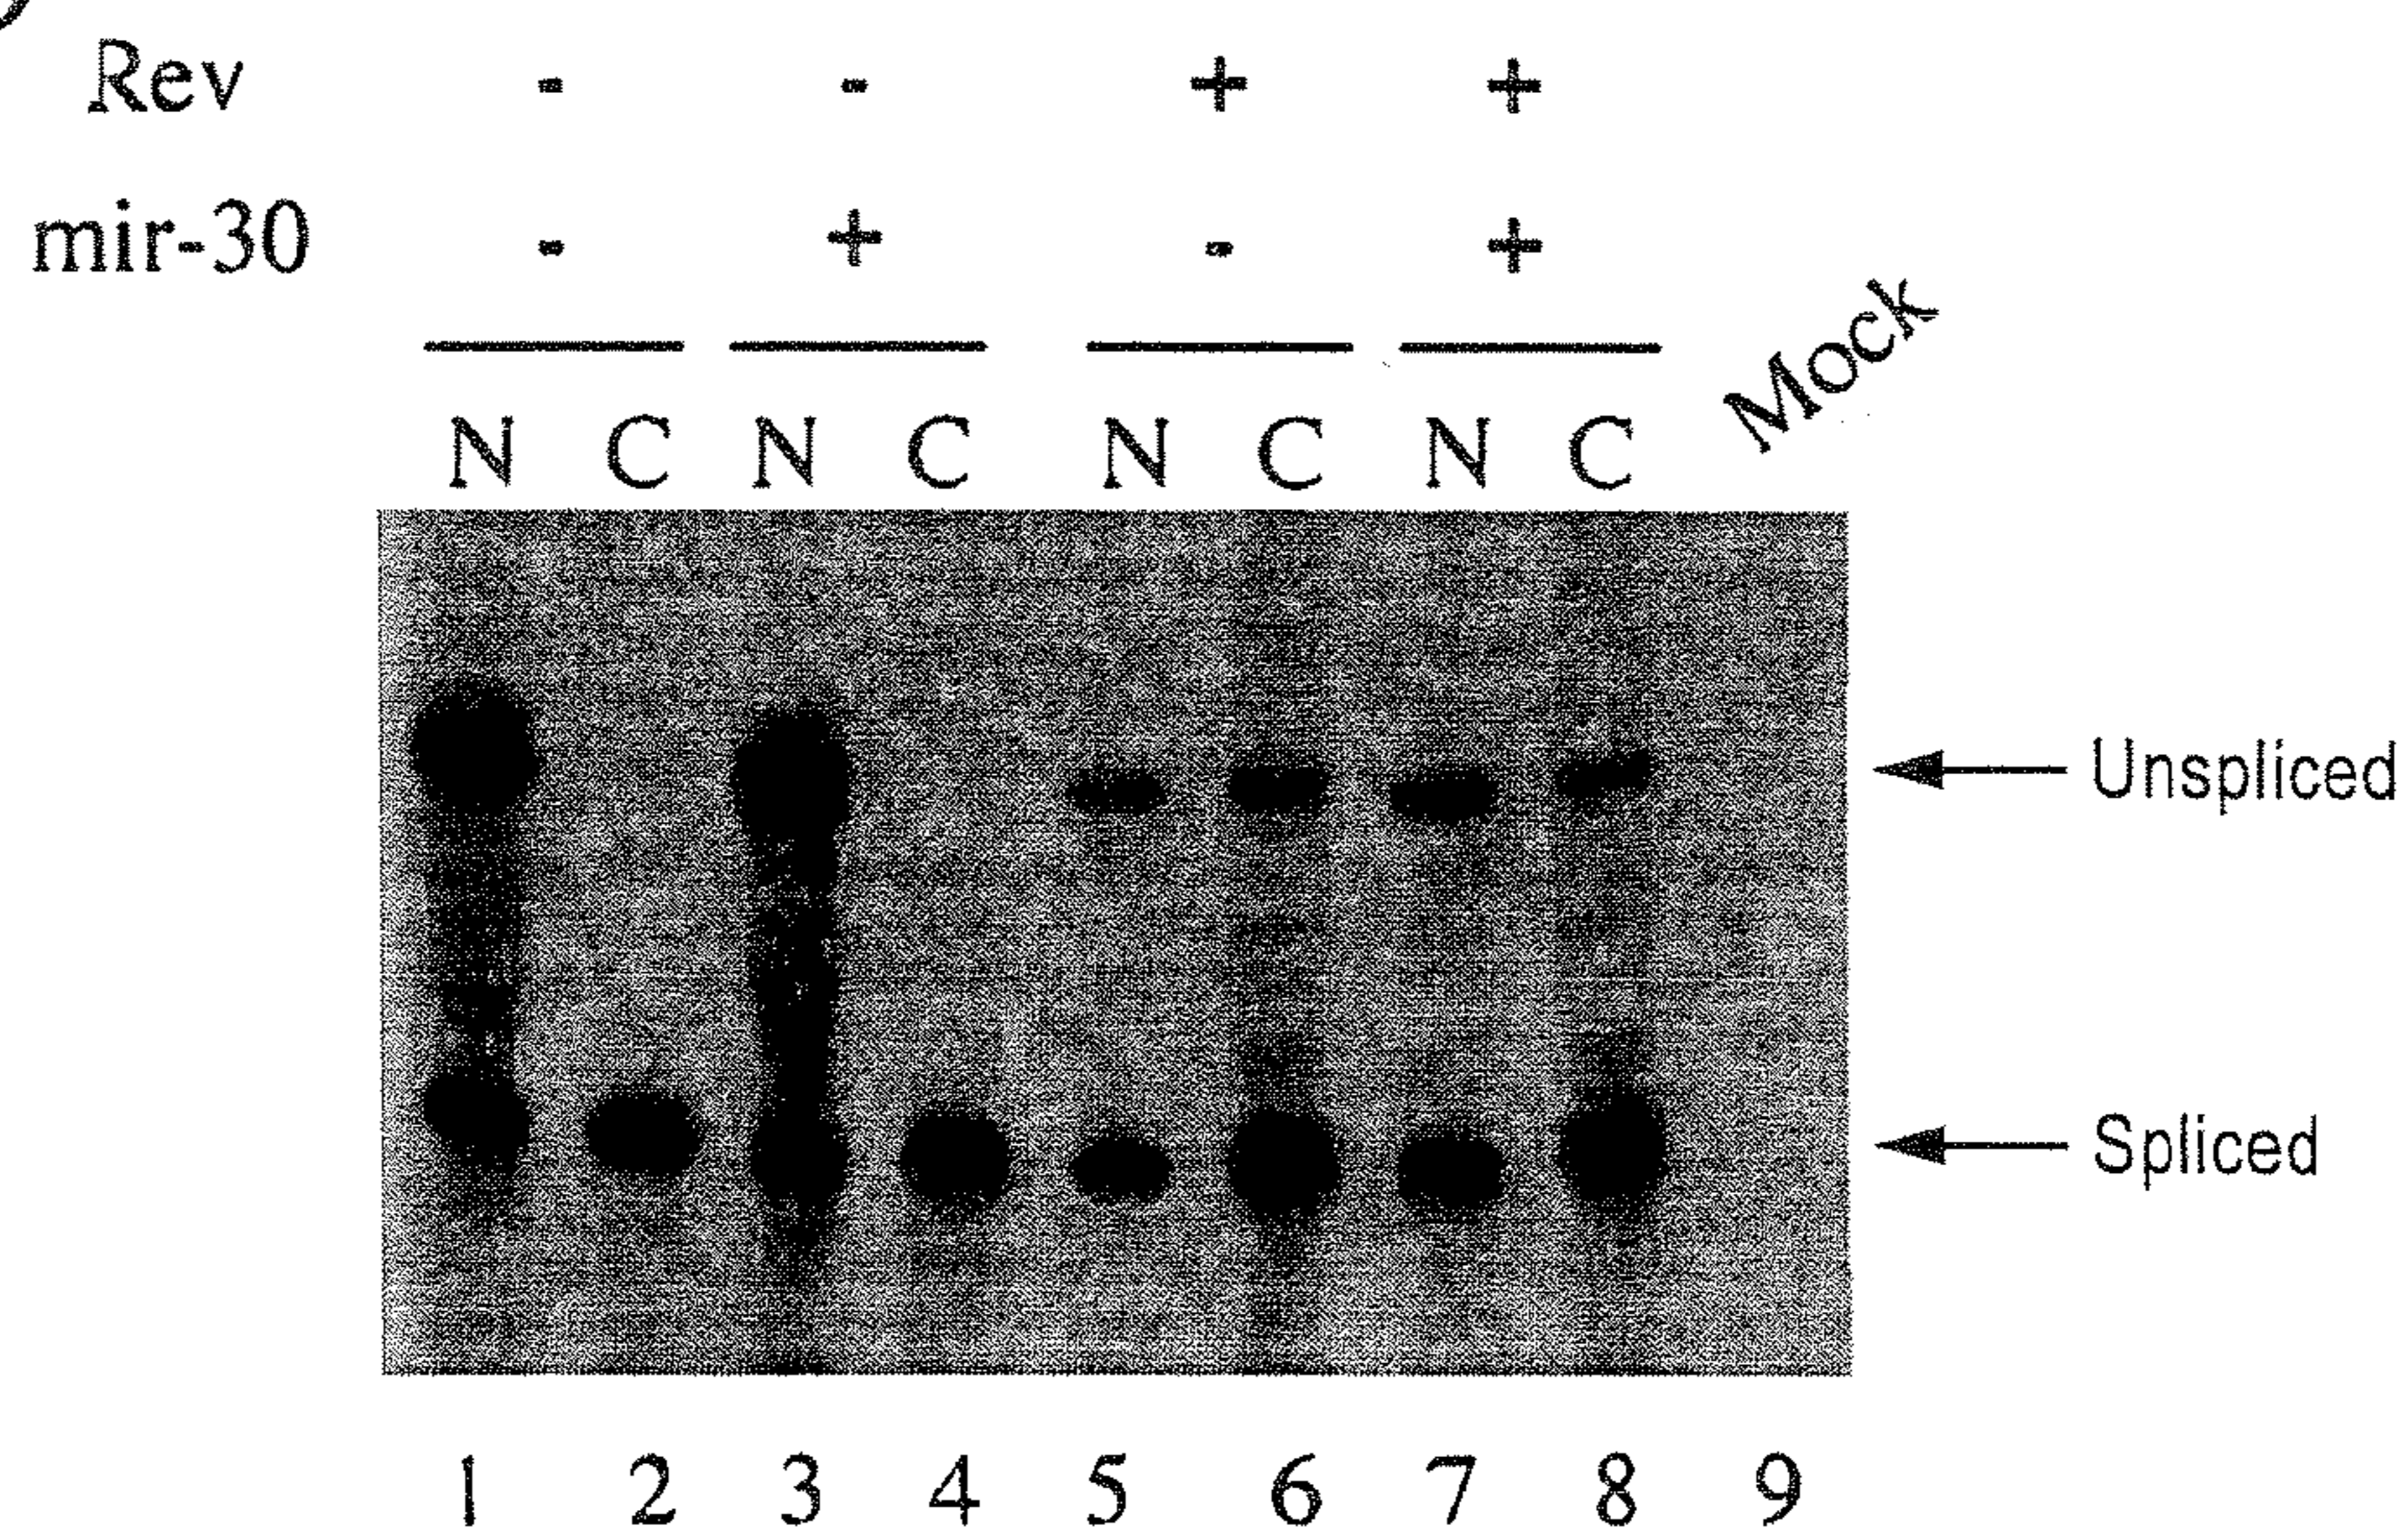 Rev - - + +
mir-30 - + - +
Mock
N C N C N C N C
Unspliced
Spliced
1 2 3 4 5 6 7 8 9